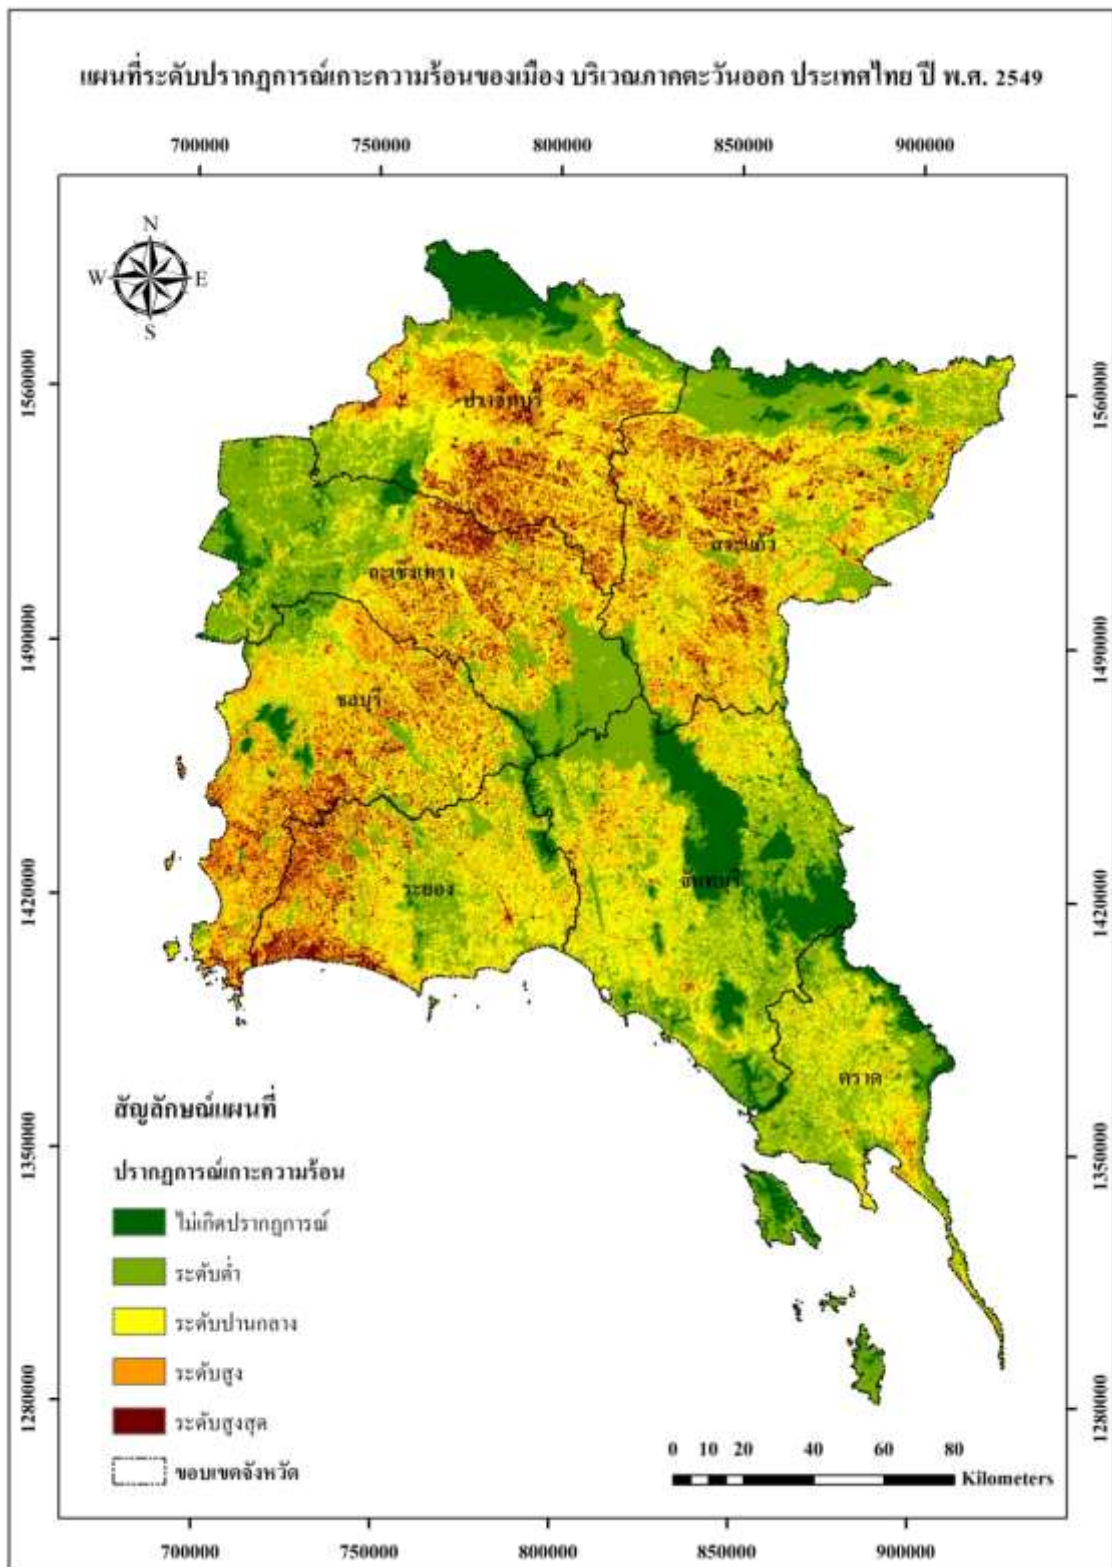 แผนที่ระดับปรากฏการณ์เกาะความร้อนของเมือง บริเวณภาคตะวันออก ประเทศไทย ปี พ.ศ. 2549
700000 750000 800000 850000 900000
N
W E
S
1560000 1560000
ปราจีนบุรี
สระแก้ว
ฉะเชิงเทรา
1490000 1490000
ชลบุรี
จันทบุรี
ระยอง
1420000 1420000
ตราด
สัญลักษณ์แผนที่
1350000 1350000
ปรากฏการณ์เกาะความร้อน
ไม่เกิดปรากฏการณ์
ระดับต่ำ
ระดับปานกลาง
ระดับสูง
1280000 1280000
ระดับสูงสุด
ขอบเขตจังหวัด
0 10 20 40 60 80
Kilometers
700000 750000 800000 850000 900000